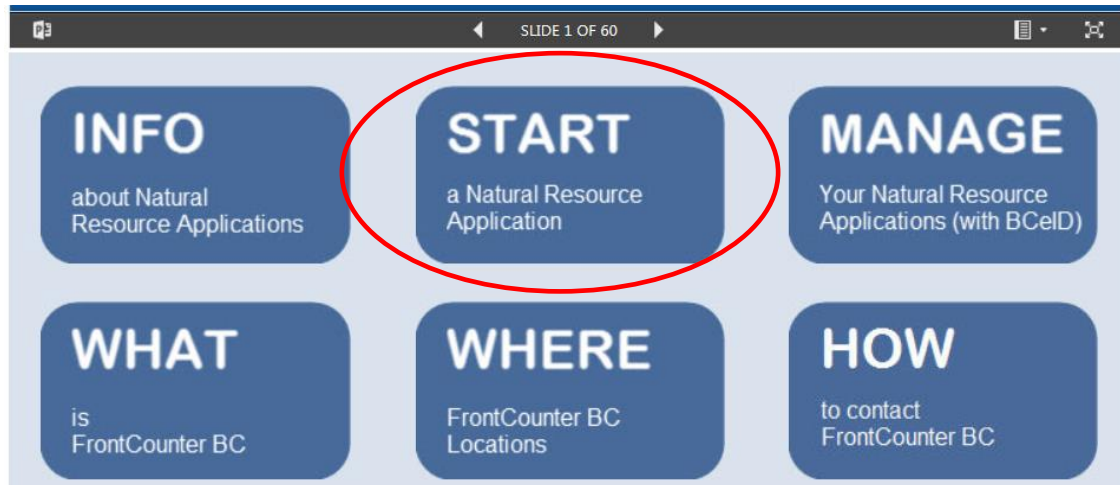 SLIDE 1 OF 60
INFO
about Natural
Resource Applications
START
a Natural Resource
Application
MANAGE
Your Natural Resource
Applications (with BCeID)
WHAT
is
FrontCounter BC
WHERE
FrontCounter BC
Locations
HOW
to contact
FrontCounter BC